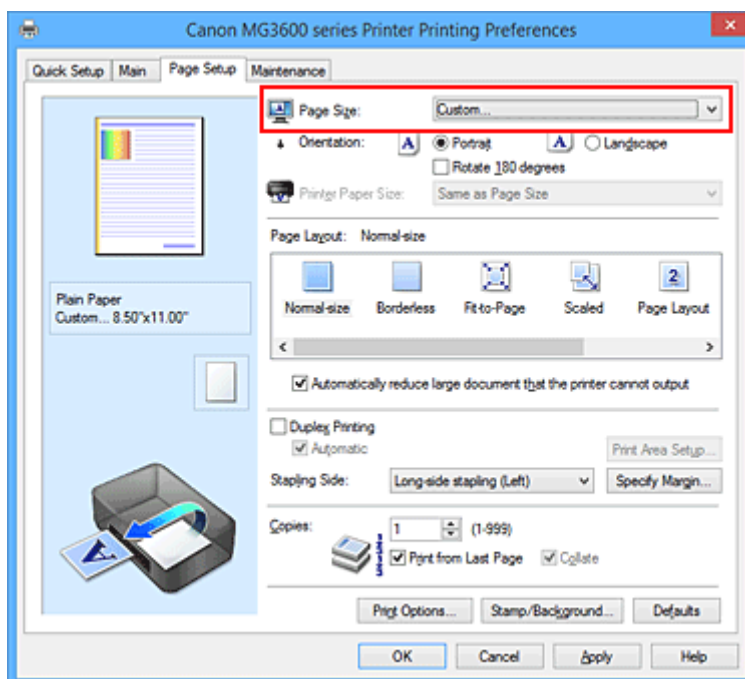 Canon MG3600 series Printer Printing Preferences
Quick Setup Main Page Setup Maintenance
Page Size: Custom...
Orientation: A Portrait A Landscape
Rotate 180 degrees
Printer Paper Size: Same as Page Size
Page Layout: Normal-size
2
Normal-size Borderless Fit-to-Page Scaled Page Layout
Plain Paper
Custom... 8.50"x11.00"
Automatically reduce large document that the printer cannot output
Duplex Printing
Automatic Print Area Setup...
Stapling Side: Long-side stapling (Left) Specify Margin...
Copies: 1 (1-999)
Print from Last Page Collate
A
Print Options... Stamp/Background... Defaults
OK Cancel Apply Help